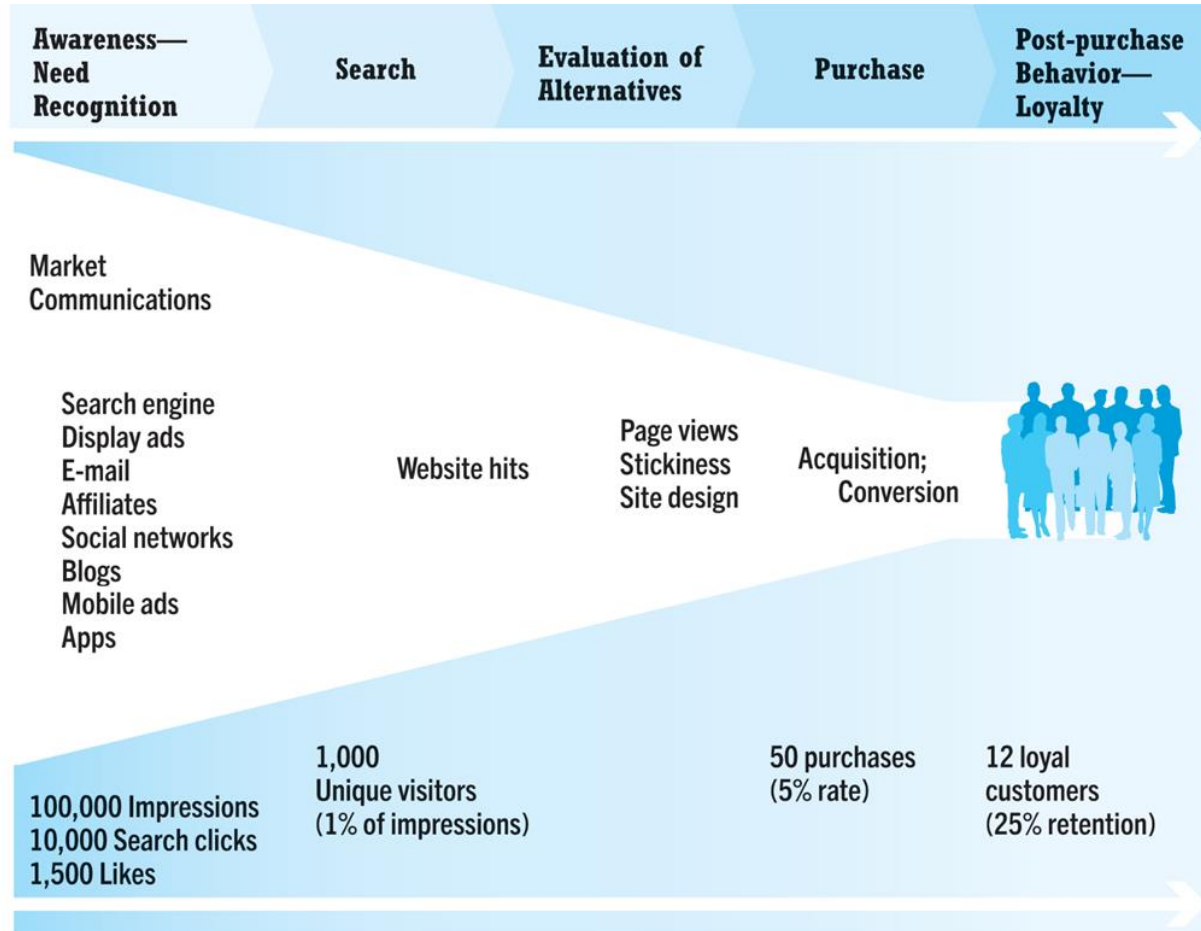 Awareness—
Need
Recognition
Search
Evaluation of
Alternatives
Purchase
Post-purchase
Behavior—
Loyalty
Market
Communications
Search engine
Display ads
E-mail
Affiliates
Social networks
Blogs
Mobile ads
Apps
Website hits
Page views
Stickiness
Site design
Acquisition;
Conversion
100,000 Impressions
10,000 Search clicks
1,500 Likes
1,000
Unique visitors
(1% of impressions)
50 purchases
(5% rate)
12 loyal
customers
(25% retention)